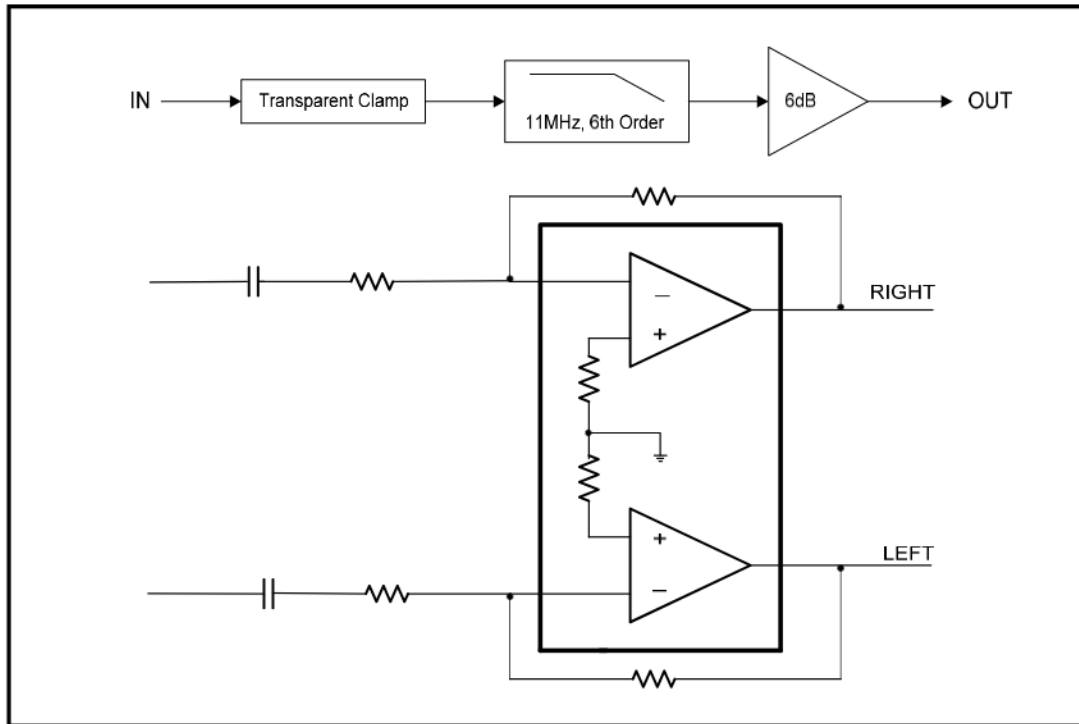 IN
Transparent Clamp
11MHz, 6th Order
6dB
OUT
−
+
RIGHT
+
−
LEFT